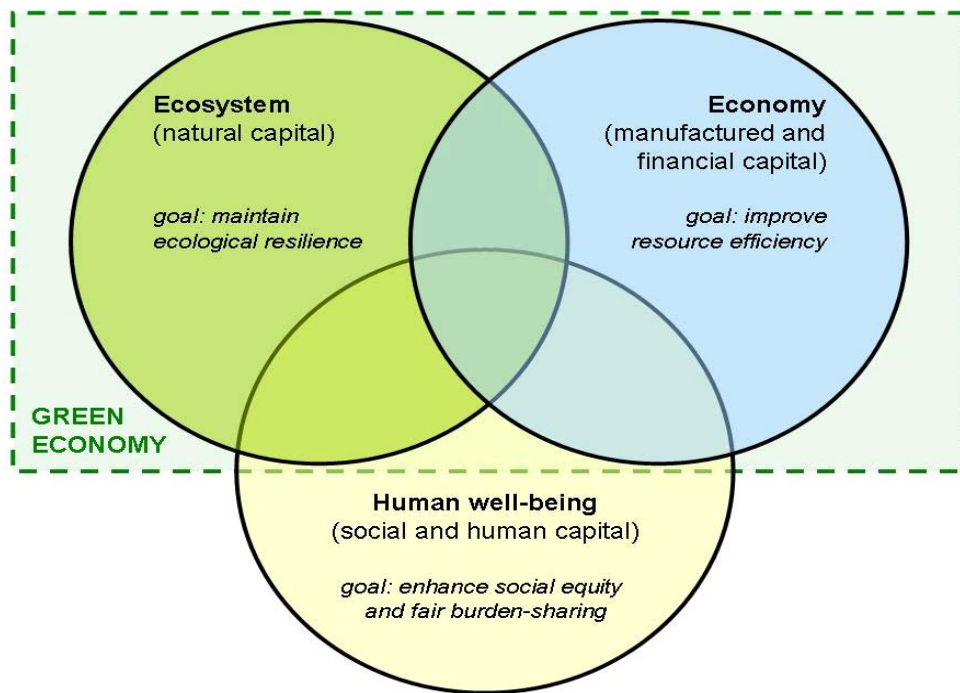 Ecosystem
(natural capital)
goal: maintain
ecological resilience
Economy
(manufactured and
financial capital)
goal: improve
resource efficiency
GREEN
ECONOMY
Human well-being
(social and human capital)
goal: enhance social equity
and fair burden-sharing